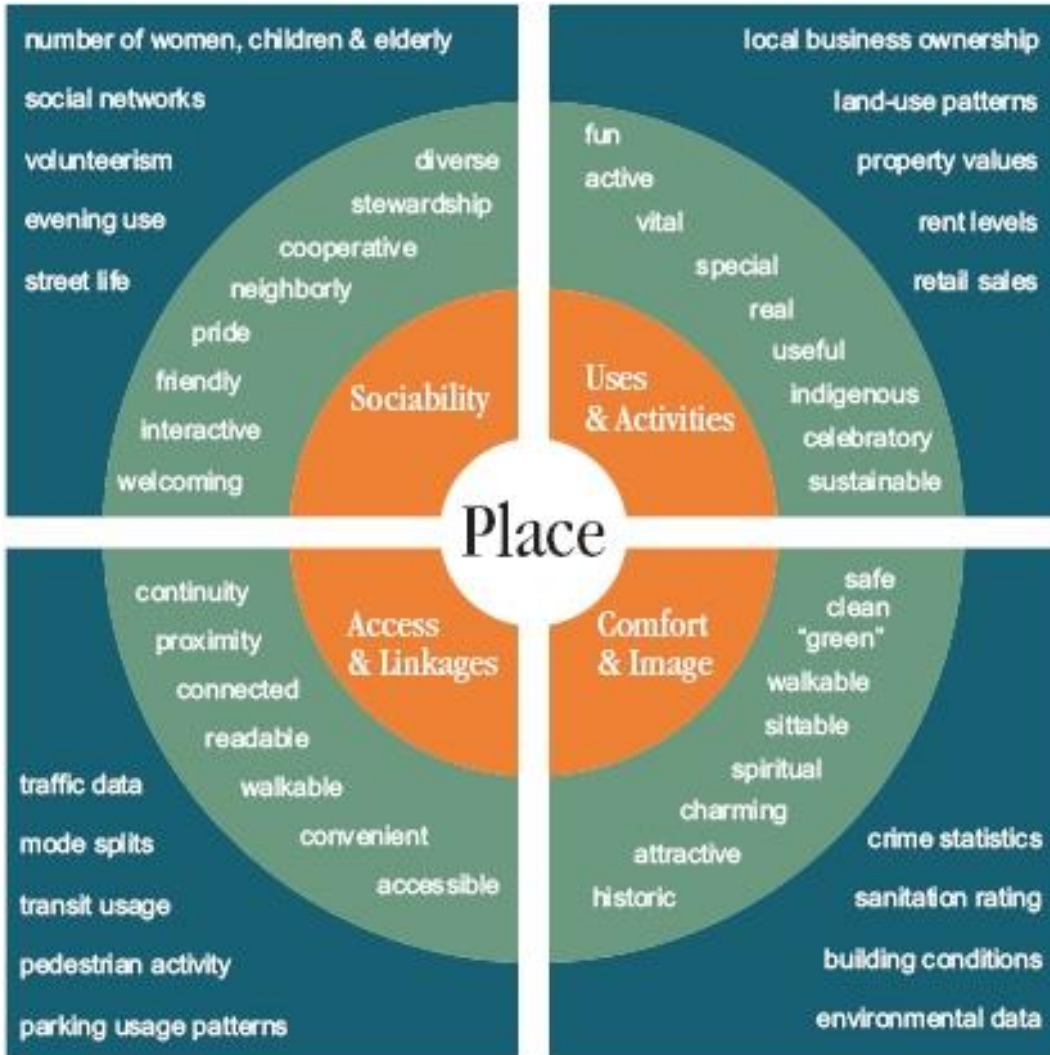 number of women, children & elderly
social networks
volunteerism
evening use
street life
diverse
stewardship
cooperative
neighborly
pride
friendly
interactive
welcoming
Sociability
local business ownership
land-use patterns
property values
rent levels
retail sales
fun
active
vital
special
real
useful
indigenous
celebratory
sustainable
Uses
& Activities
Place
Access
& Linkages
continuity
proximity
connected
readable
walkable
convenient
accessible
traffic data
mode splits
transit usage
pedestrian activity
parking usage patterns
Comfort
& Image
safe
clean
"green"
walkable
sittable
spiritual
charming
attractive
historic
crime statistics
sanitation rating
building conditions
environmental data